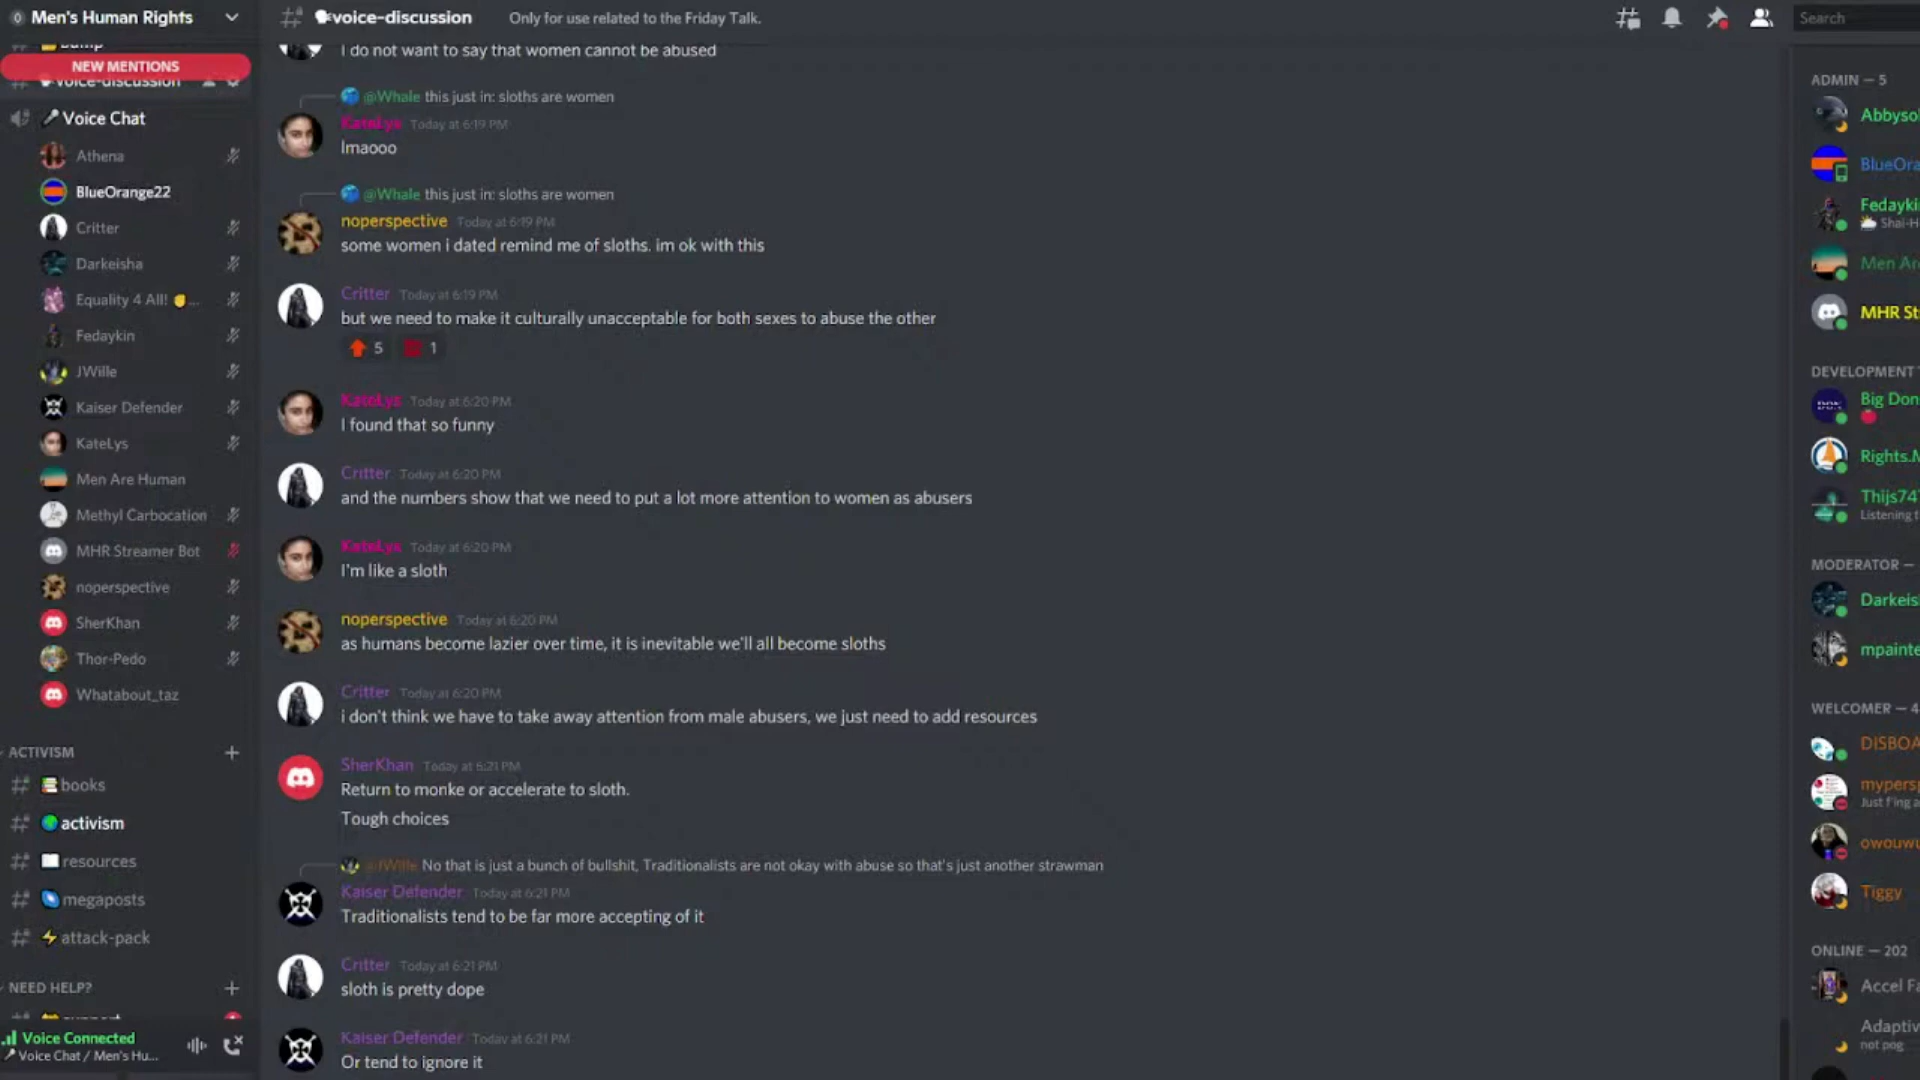 Men's Human Rights
NEW MENTIONS
voice-discussion
Voice Chat
Athena
BlueOrange22
Critter
Darkeisha
Equality 4 All! ✊...
Fedaykin
JWille
Kaiser Defender
KateLys
Men Are Human
Methyl Carbocation
MHR Streamer Bot
noperspective
SherKhan
Thor-Pedo
Whatabout_taz
ACTIVISM
books
activism
resources
megaposts
attack-pack
NEED HELP?
Voice Connected
Voice Chat / Men's Hu...
voice-discussion Only for use related to the Friday Talk.
I do not want to say that women cannot be abused
@Whale this just in: sloths are women
KateLys Today at 6:19 PM
lmaooo
@Whale this just in: sloths are women
noperspective Today at 6:19 PM
some women i dated remind me of sloths. im ok with this
Critter Today at 6:19 PM
but we need to make it culturally unacceptable for both sexes to abuse the other
5 1
KateLys Today at 6:20 PM
I found that so funny
Critter Today at 6:20 PM
and the numbers show that we need to put a lot more attention to women as abusers
KateLys Today at 6:20 PM
I'm like a sloth
noperspective Today at 6:20 PM
as humans become lazier over time, it is inevitable we'll all become sloths
Critter Today at 6:20 PM
i don't think we have to take away attention from male abusers, we just need to add resources
SherKhan Today at 6:21 PM
Return to monke or accelerate to sloth.
Tough choices
@JWille No that is just a bunch of bullshit, Traditionalists are not okay with abuse so that's just another strawman
Kaiser Defender Today at 6:21 PM
Traditionalists tend to be far more accepting of it
Critter Today at 6:21 PM
sloth is pretty dope
Kaiser Defender Today at 6:21 PM
Or tend to ignore it
Search
ADMIN — 5
Abbysol
BlueOra
Fedaykin
Shai-H
Men Are
MHR St
DEVELOPMENT
Big Don
Rights.M
Thijs747
Listening t
MODERATOR —
Darkeish
mpainte
WELCOMER — 4
DISBOA
mypersp
Just f'ing a
owouwu
Tiggy
ONLINE — 202
Accel Fa
Adaptiv
not pog